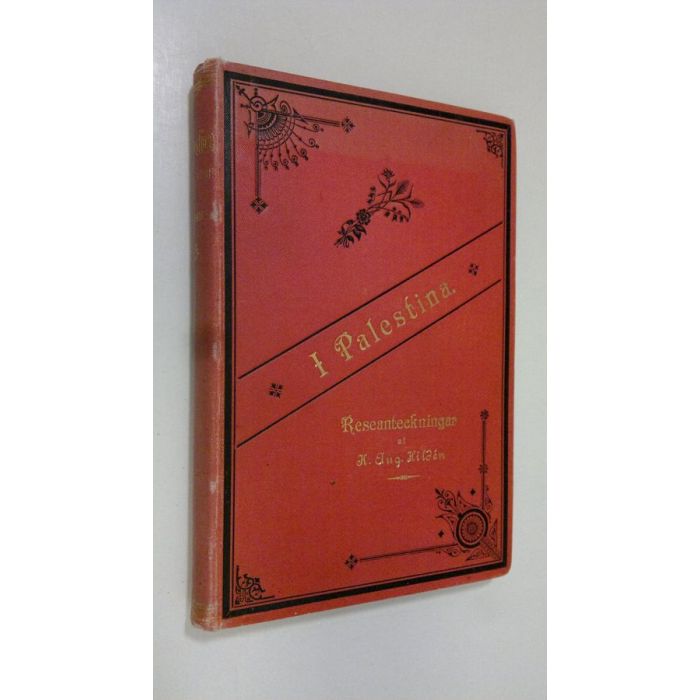 I Palestina.
Reseanteckningar
af
K. Aug. Hildén